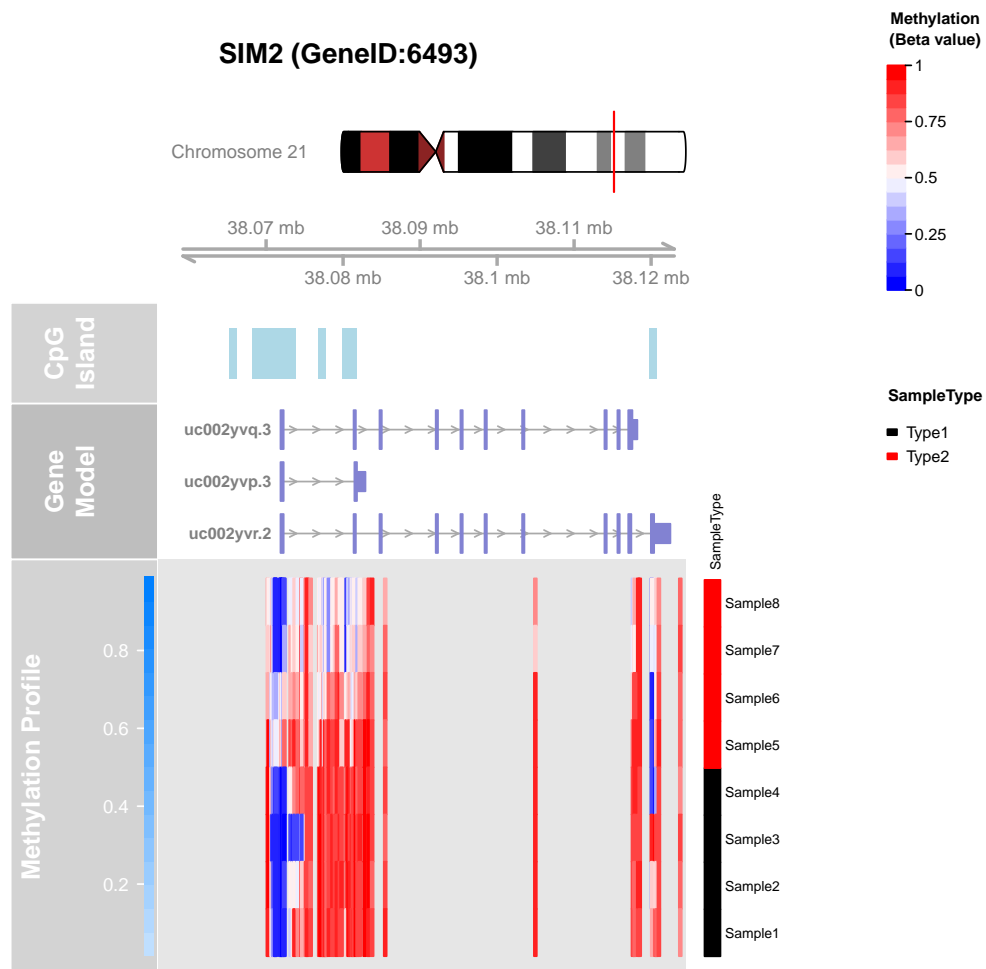 Methylation
(Beta value)
SIM2 (GeneID:6493)
1
0.75
0.5
0.25
0
Chromosome 21
38.07 mb
38.09 mb
38.11 mb
38.08 mb
38.1 mb
38.12 mb
CpG
Island
SampleType
Type1
Type2
Gene
Model
uc002yvq.3
uc002yvp.3
uc002yvr.2
SampleType
Methylation Profile
0.8
0.6
0.4
0.2
Sample8
Sample7
Sample6
Sample5
Sample4
Sample3
Sample2
Sample1